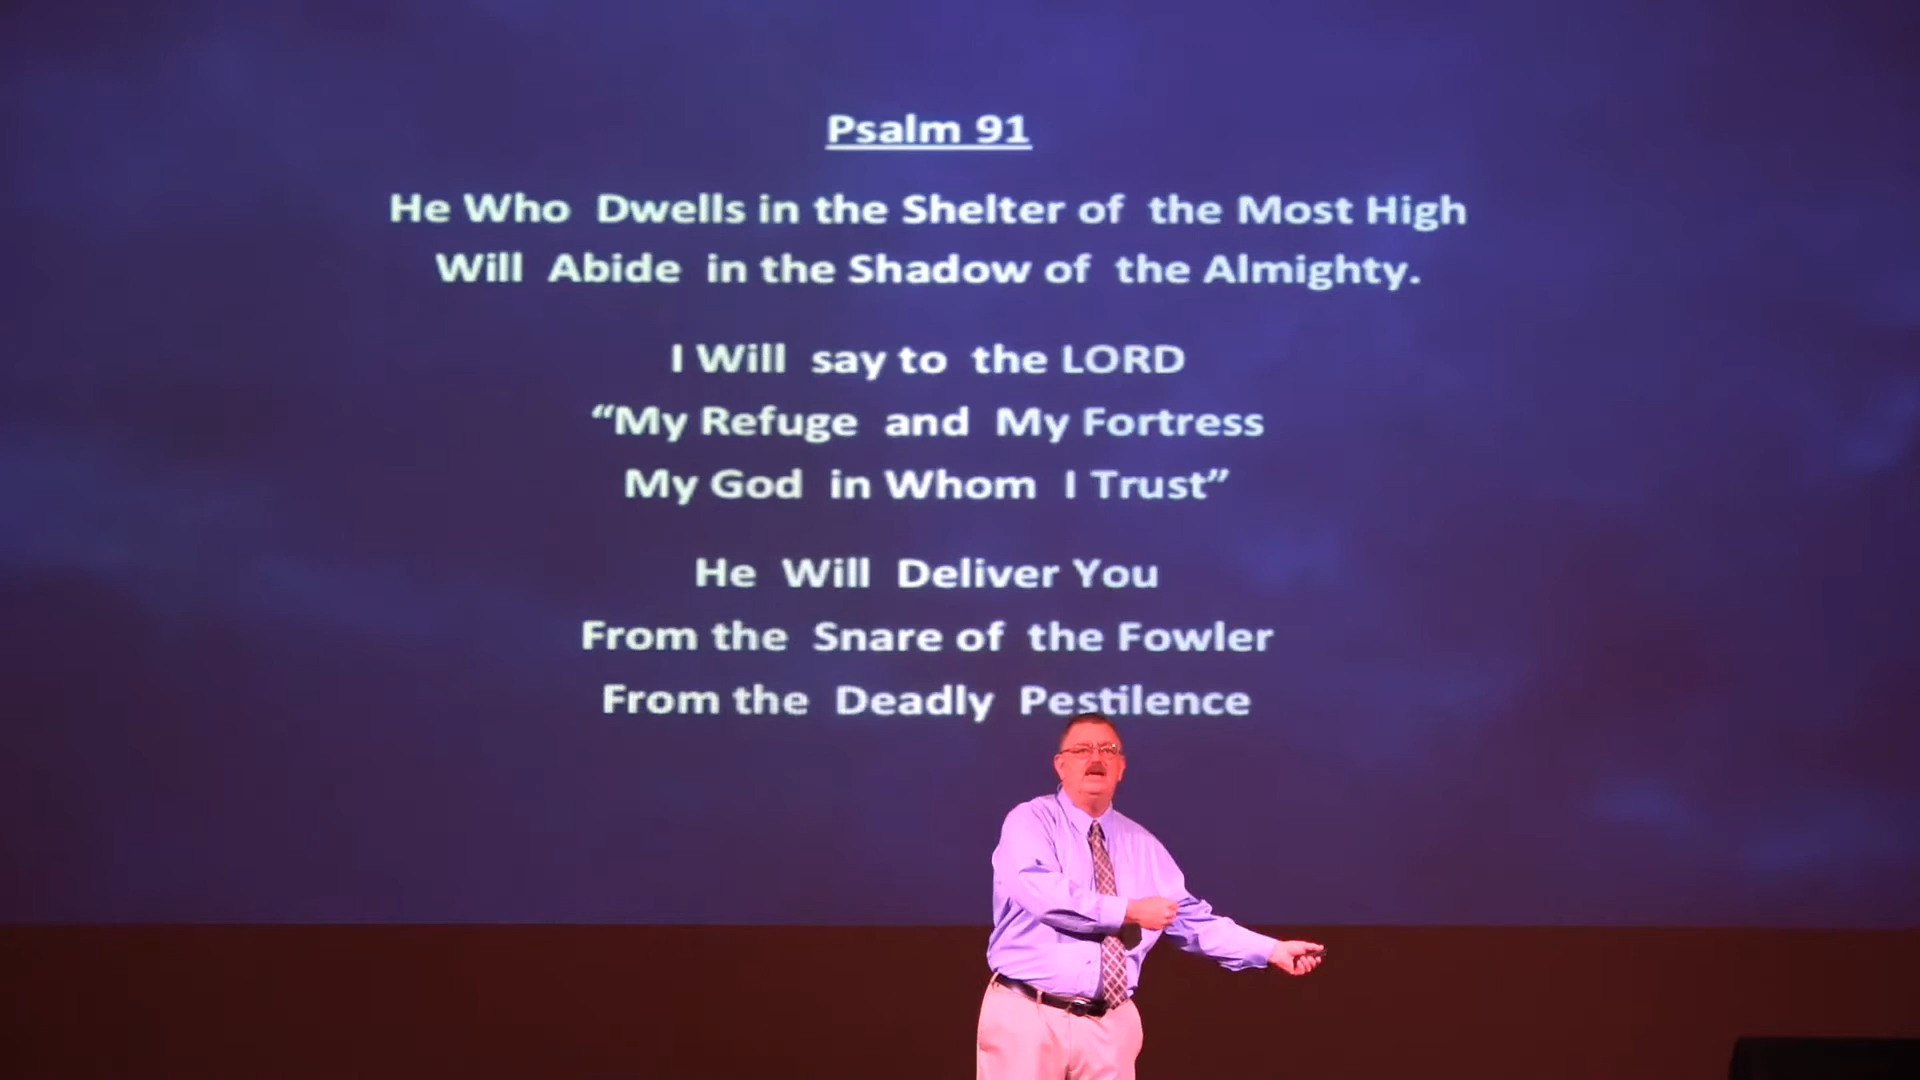 Psalm 91
He Who Dwells in the Shelter of the Most High
Will Abide in the Shadow of the Almighty.
I Will say to the LORD
“My Refuge and My Fortress
My God in Whom I Trust”
He Will Deliver You
From the Snare of the Fowler
From the Deadly Pestilence